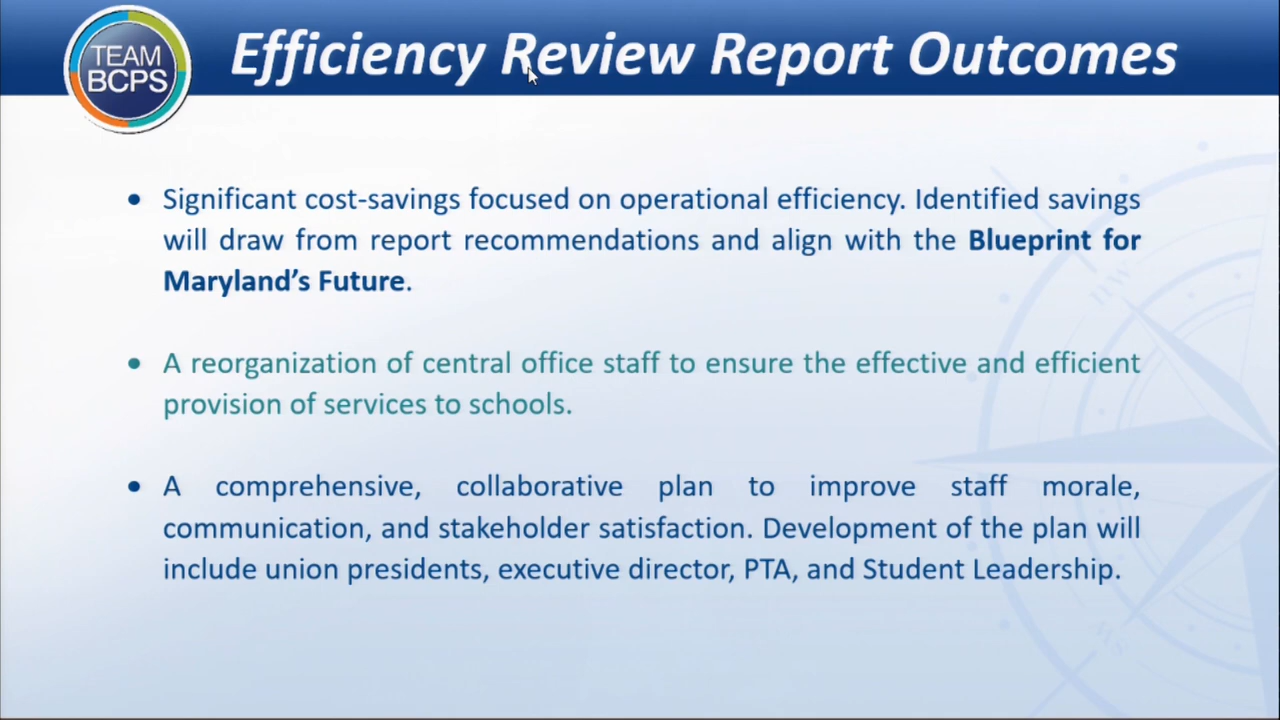 TEAM
BCPS
Efficiency Review Report Outcomes
• Significant cost-savings focused on operational efficiency. Identified savings
will draw from report recommendations and align with the Blueprint for
Maryland’s Future.
• A reorganization of central office staff to ensure the effective and efficient
provision of services to schools.
• A comprehensive, collaborative plan to improve staff morale,
communication, and stakeholder satisfaction. Development of the plan will
include union presidents, executive director, PTA, and Student Leadership.